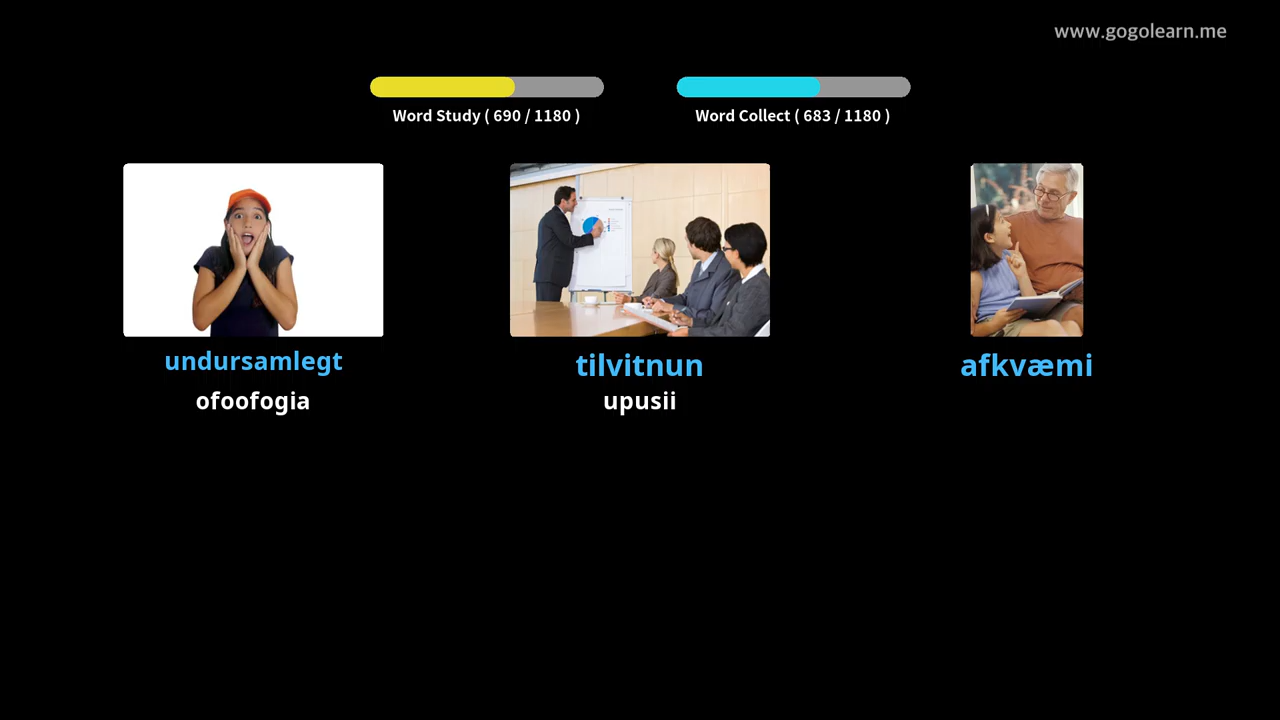 www.gogolearn.me
Word Study ( 690 / 1180 )
Word Collect ( 683 / 1180 )
undursamlegt
tilvitnun
afkvæmi
ofoofogia
upusii